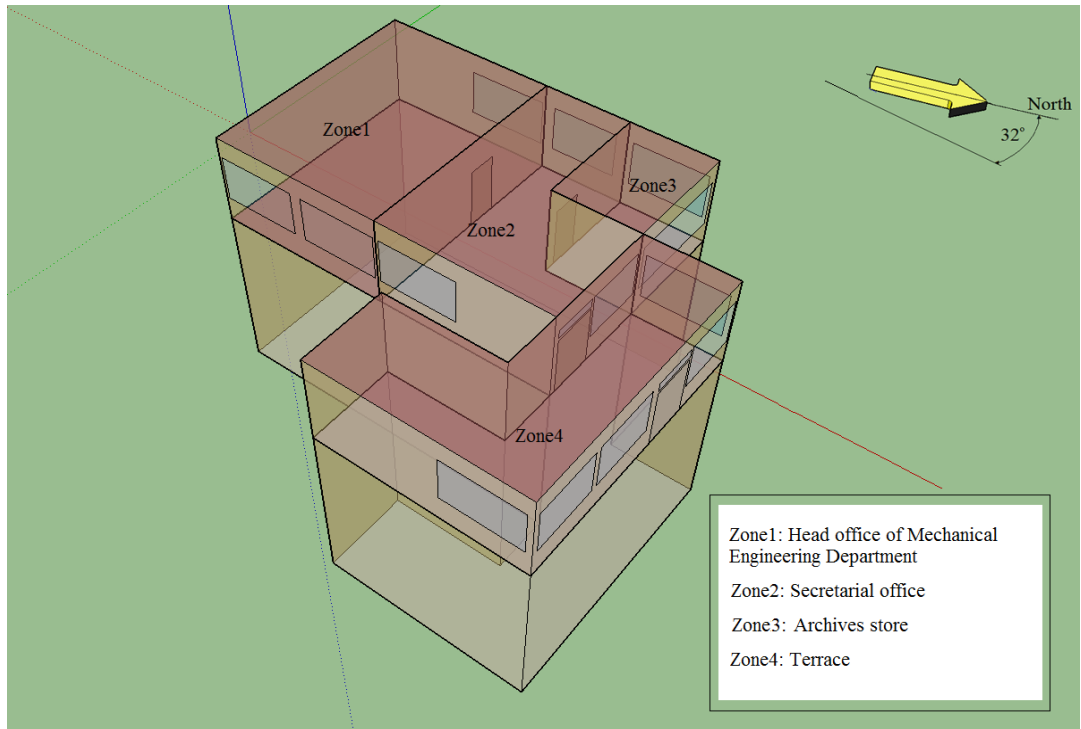 North
32°
Zone1
Zone2
Zone3
Zone4
Zone1: Head office of Mechanical
Engineering Department
Zone2: Secretarial office
Zone3: Archives store
Zone4: Terrace